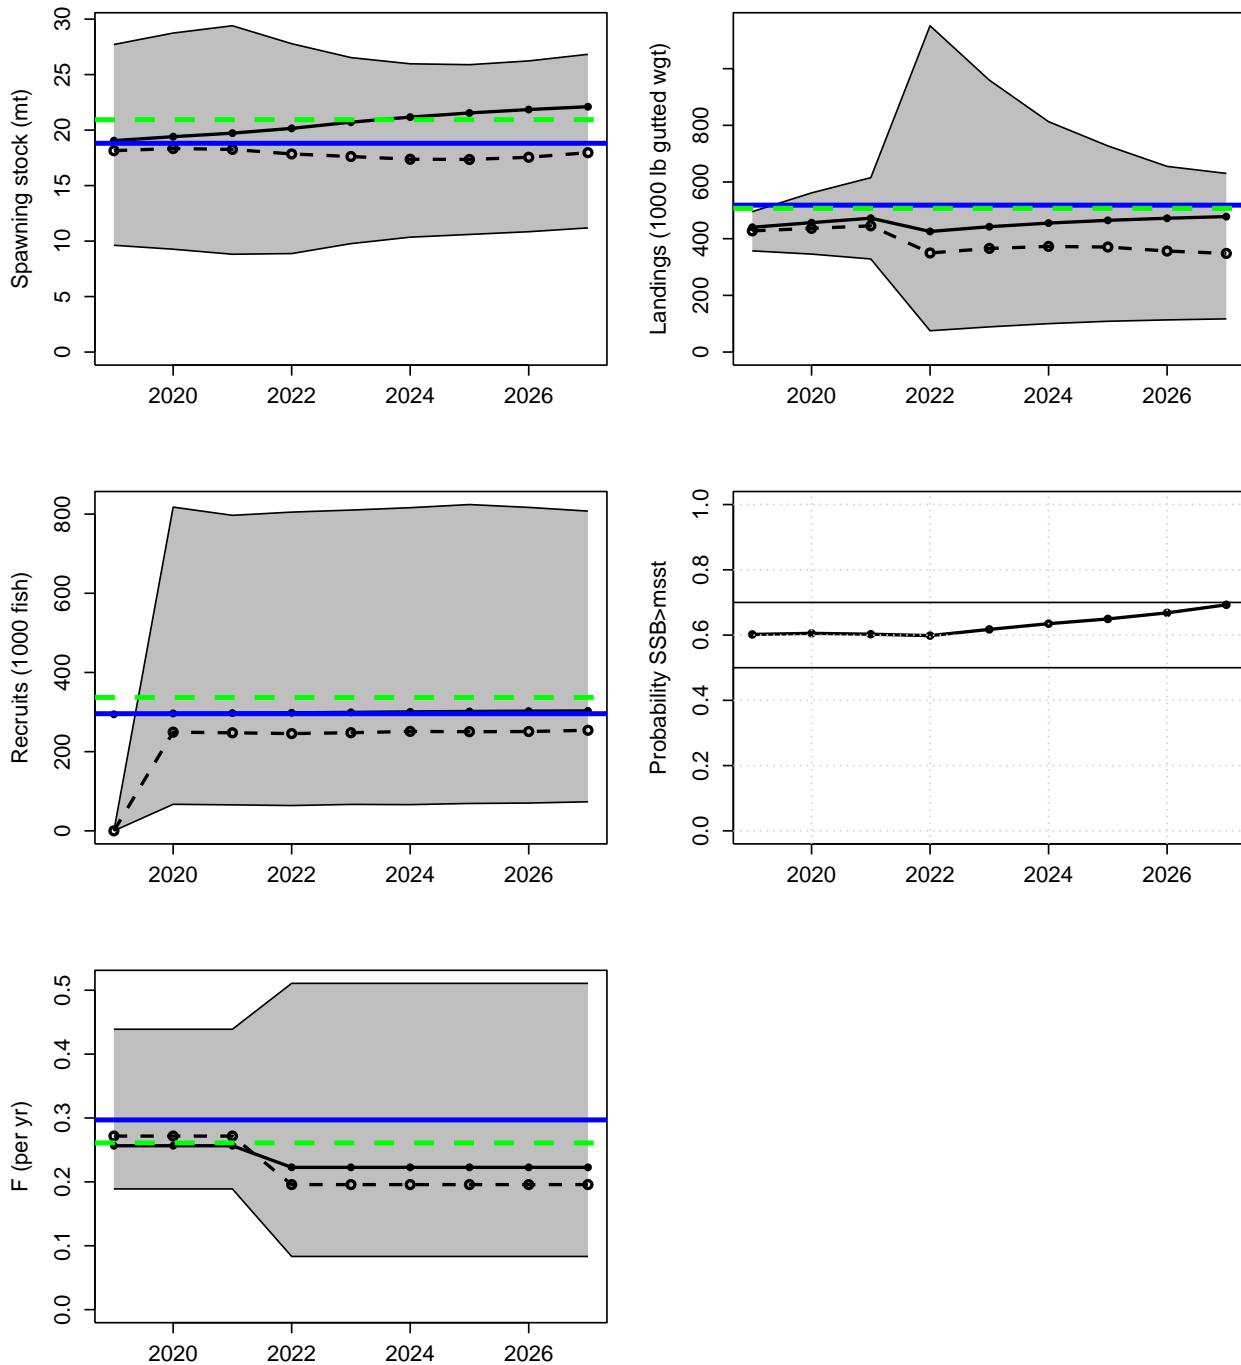 Spawning stock (mt)
0 5 10 15 20 25 30
2020 2022 2024 2026
Landings (1000 lb gutted wgt)
0 200 400 600 800
2020 2022 2024 2026
Recruits (1000 fish)
0 200 400 600 800
2020 2022 2024 2026
Probability SSB>msst
0.0 0.2 0.4 0.6 0.8 1.0
2020 2022 2024 2026
F (per yr)
0.0 0.1 0.2 0.3 0.4 0.5
2020 2022 2024 2026